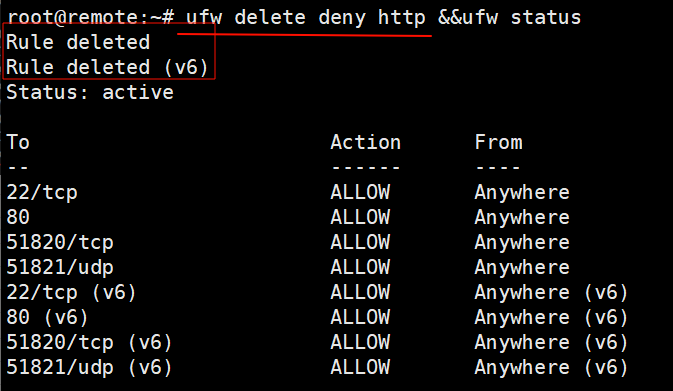 root@remote:~# ufw delete deny http &&ufw status
Rule deleted
Rule deleted (v6)
Status: active
To Action From
-- ------ ----
22/tcp ALLOW Anywhere
80 ALLOW Anywhere
51820/tcp ALLOW Anywhere
51821/udp ALLOW Anywhere
22/tcp (v6) ALLOW Anywhere (v6)
80 (v6) ALLOW Anywhere (v6)
51820/tcp (v6) ALLOW Anywhere (v6)
51821/udp (v6) ALLOW Anywhere (v6)